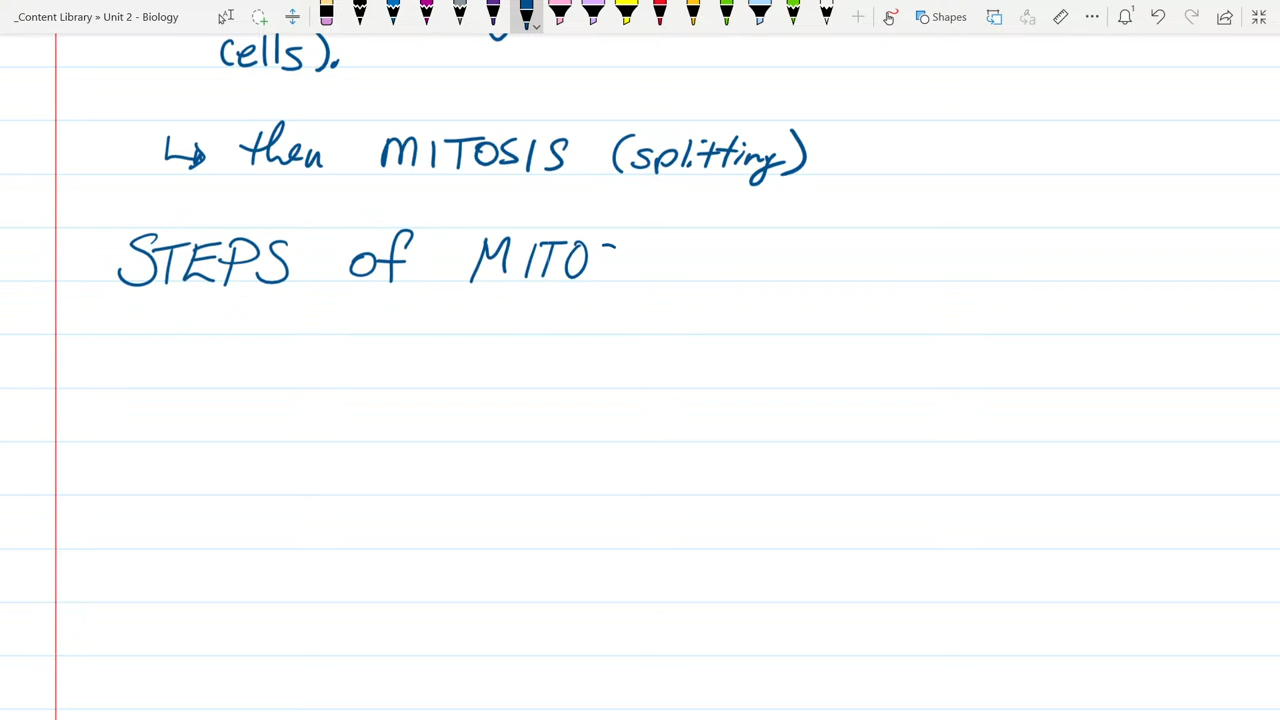 _Content Library » Unit 2 - Biology
Shapes
cells).
↳ then MITOSIS (splitting)
STEPS of MITO